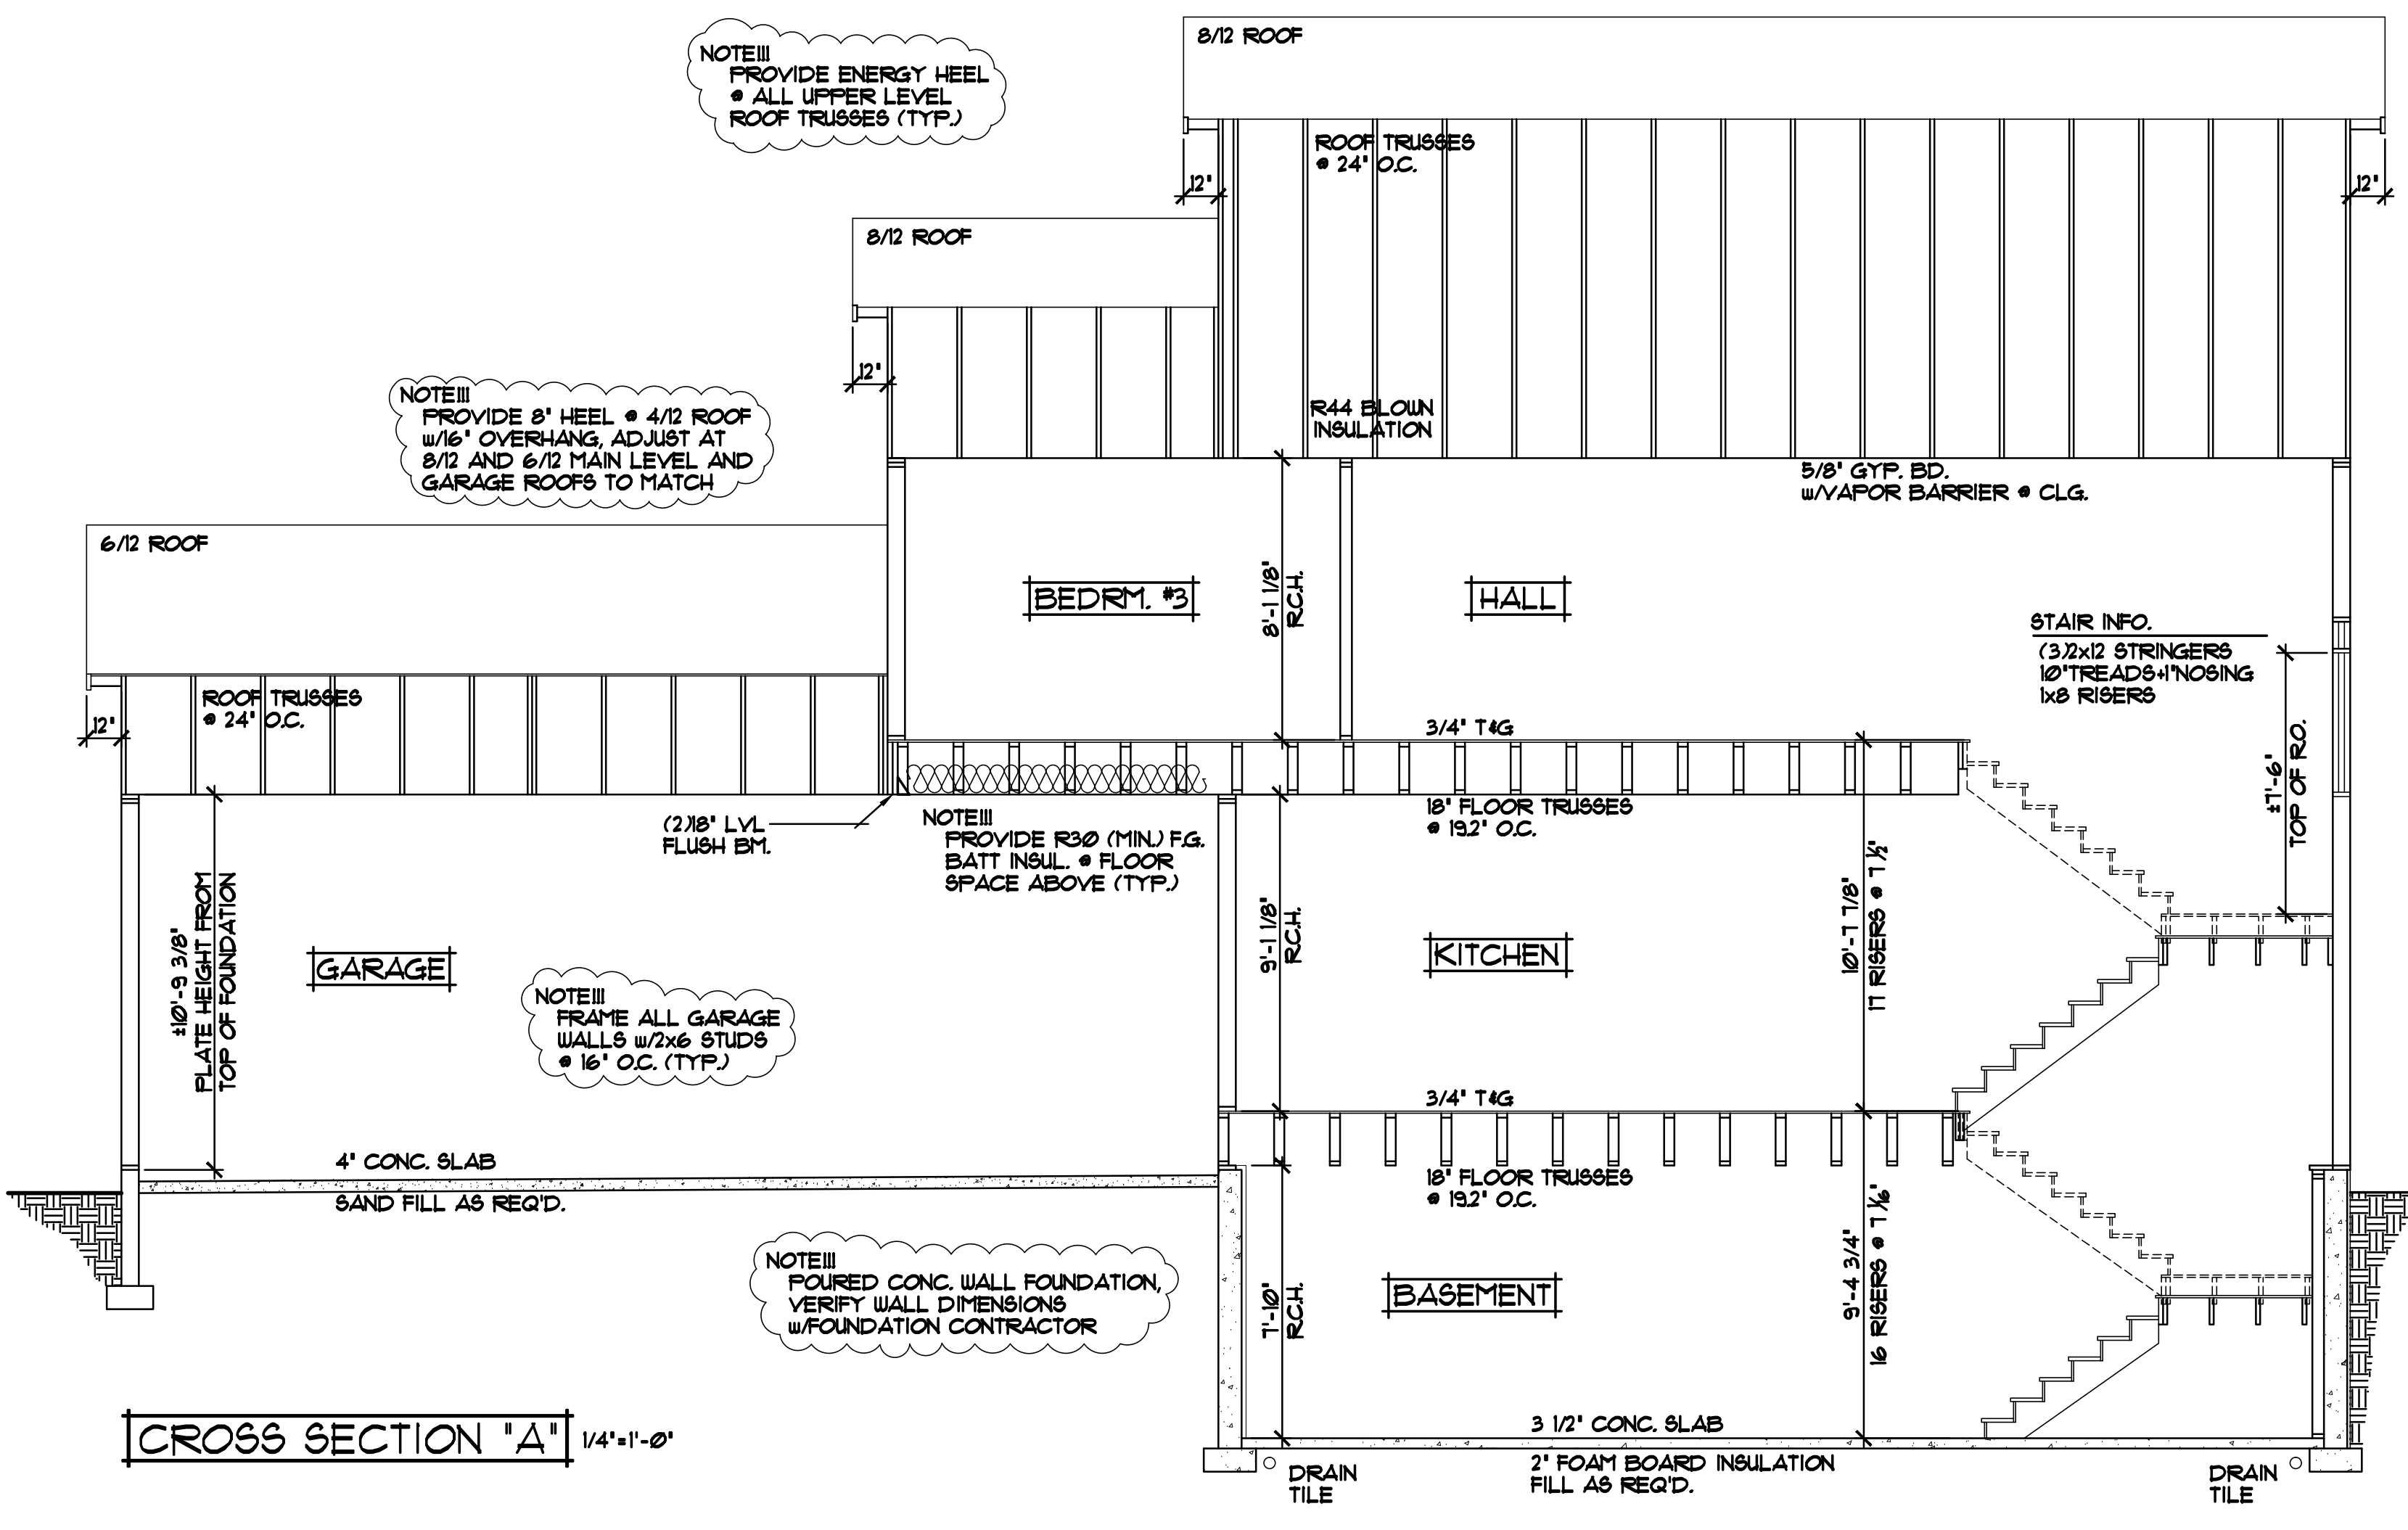 8/12 ROOF
NOTE!!!
PROVIDE ENERGY HEEL
@ ALL UPPER LEVEL
ROOF TRUSSES (TYP.)
ROOF TRUSSES
@ 24" O.C.
12"
12"
8/12 ROOF
12"
NOTE!!!
PROVIDE 8" HEEL @ 4/12 ROOF
w/16" OVERHANG, ADJUST AT
8/12 AND 6/12 MAIN LEVEL AND
GARAGE ROOFS TO MATCH
R44 BLOWN
INSULATION
5/8" GYP. BD.
w/VAPOR BARRIER @ CLG.
6/12 ROOF
BEDRM. #3
8'-1 1/8"
R.C.H.
HALL
STAIR INFO.
(3)2x12 STRINGERS
10"TREADS+1"NOSING
1x8 RISERS
ROOF TRUSSES
@ 24" O.C.
12"
3/4" T&G
±7'-6"
TOP OF R.O.
18" FLOOR TRUSSES
@ 19.2" O.C.
(2)18" LVL
FLUSH BM.
NOTE!!!
PROVIDE R30 (MIN.) F.G.
BATT INSUL. @ FLOOR
SPACE ABOVE (TYP.)
±10'-9 3/8"
PLATE HEIGHT FROM
TOP OF FOUNDATION
GARAGE
9'-1 1/8"
R.C.H.
KITCHEN
10'-7 7/8"
17 RISERS @ 7 1/2"
NOTE!!!
FRAME ALL GARAGE
WALLS w/2x6 STUDS
@ 16" O.C. (TYP.)
3/4" T&G
4" CONC. SLAB
SAND FILL AS REQ'D.
18" FLOOR TRUSSES
@ 19.2" O.C.
NOTE!!!
POURED CONC. WALL FOUNDATION,
VERIFY WALL DIMENSIONS
w/FOUNDATION CONTRACTOR
7'-10"
R.C.H.
BASEMENT
9'-4 3/4"
16 RISERS @ 7 1/16"
CROSS SECTION "A" 1/4"=1'-0"
3 1/2" CONC. SLAB
2" FOAM BOARD INSULATION
FILL AS REQ'D.
DRAIN
TILE
DRAIN
TILE